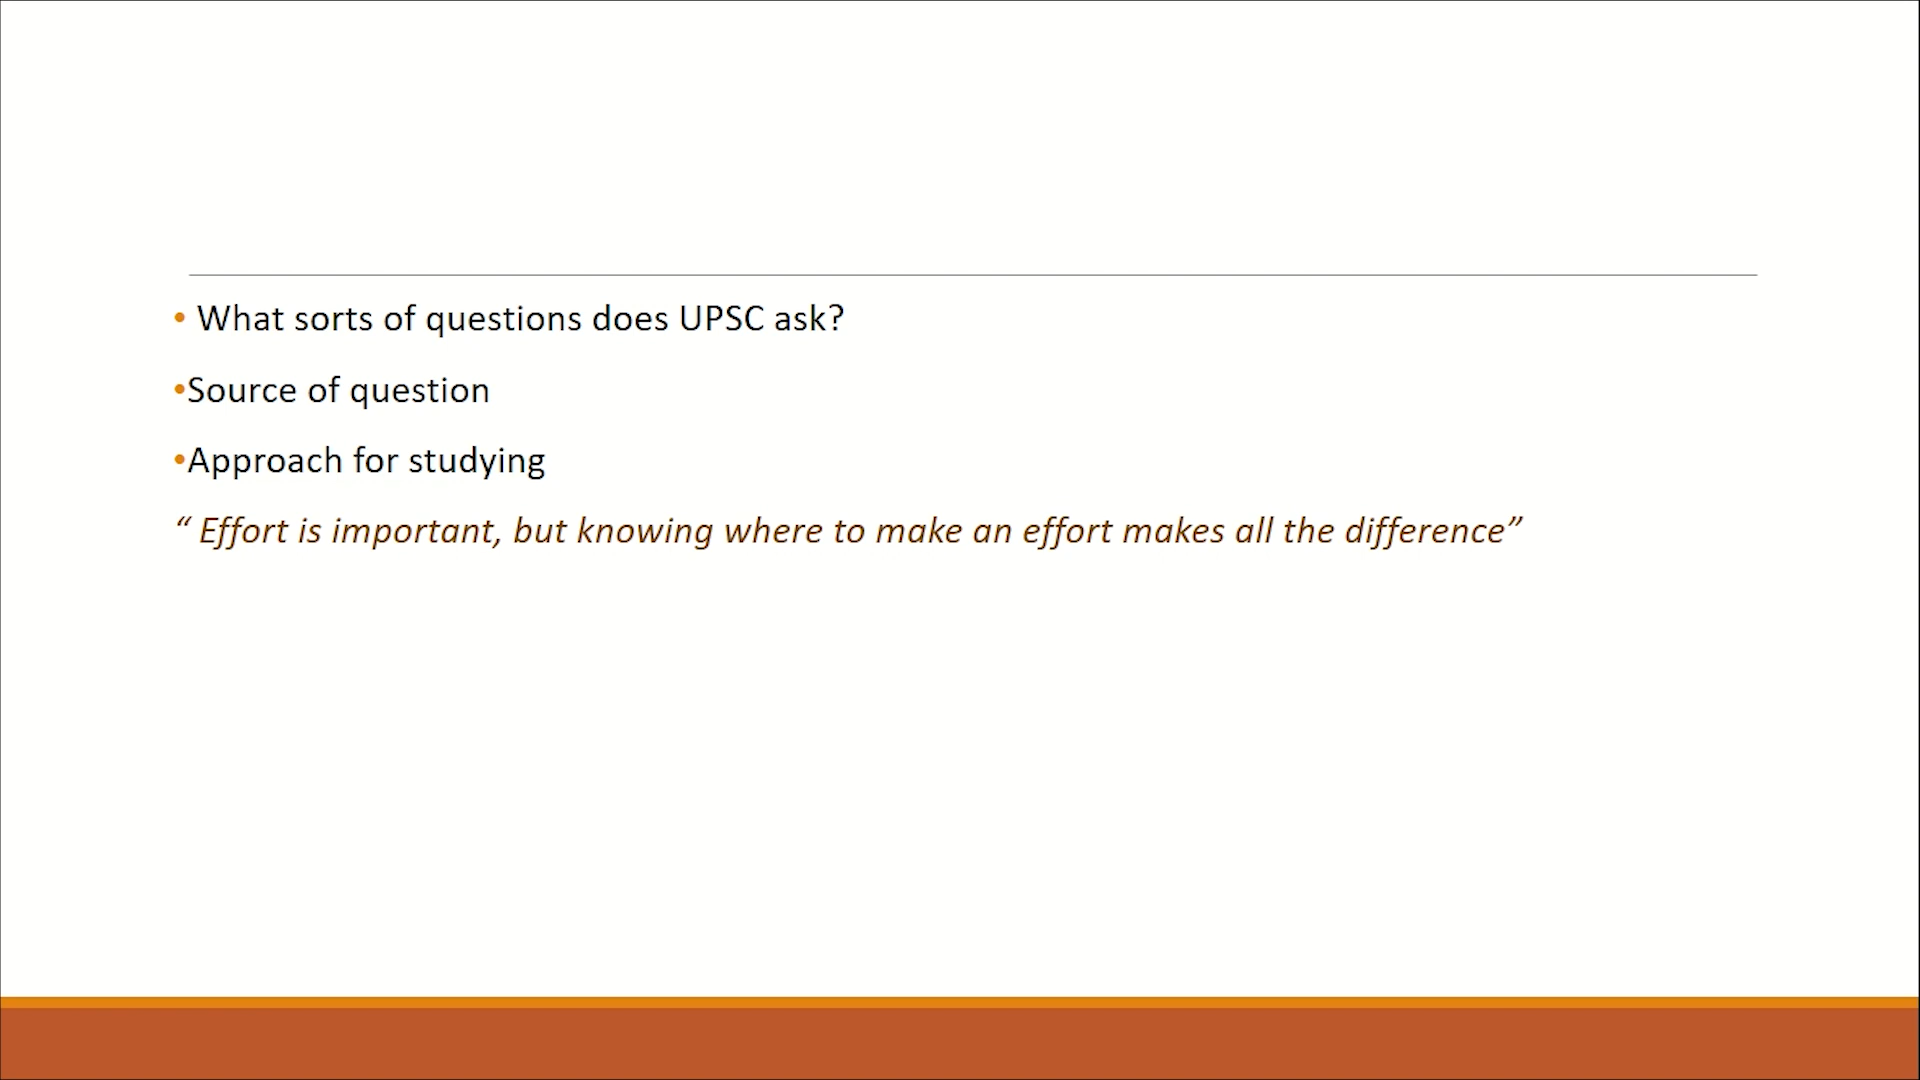 • What sorts of questions does UPSC ask?
•Source of question
•Approach for studying
“ Effort is important, but knowing where to make an effort makes all the difference”